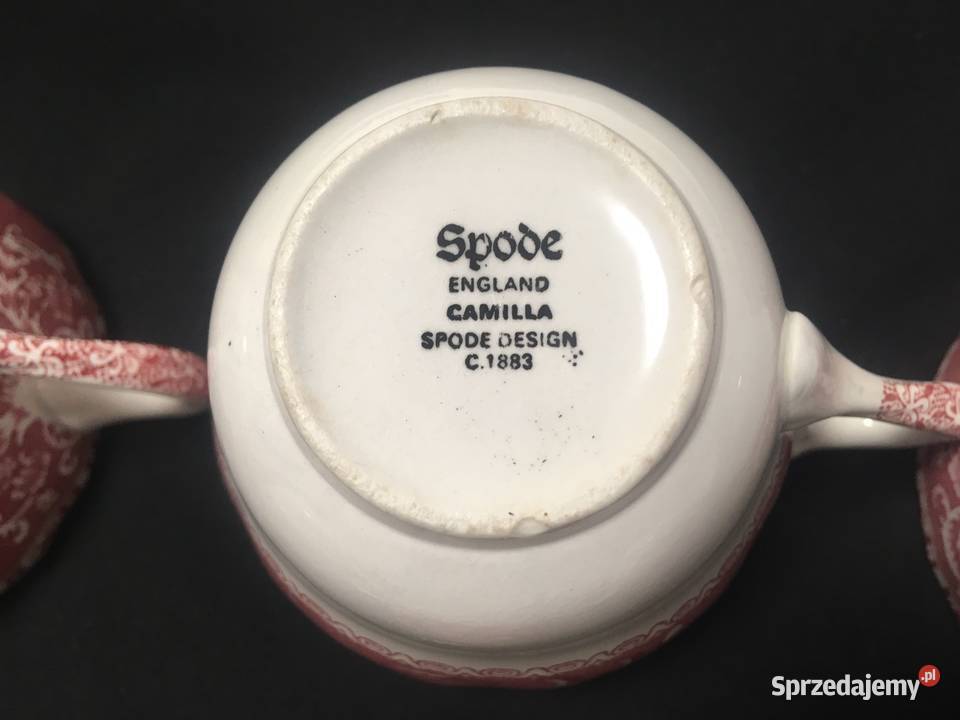 Spode
ENGLAND
CAMILLA
SPODE DESIGN
C.1883
Sprzedajemy.pl